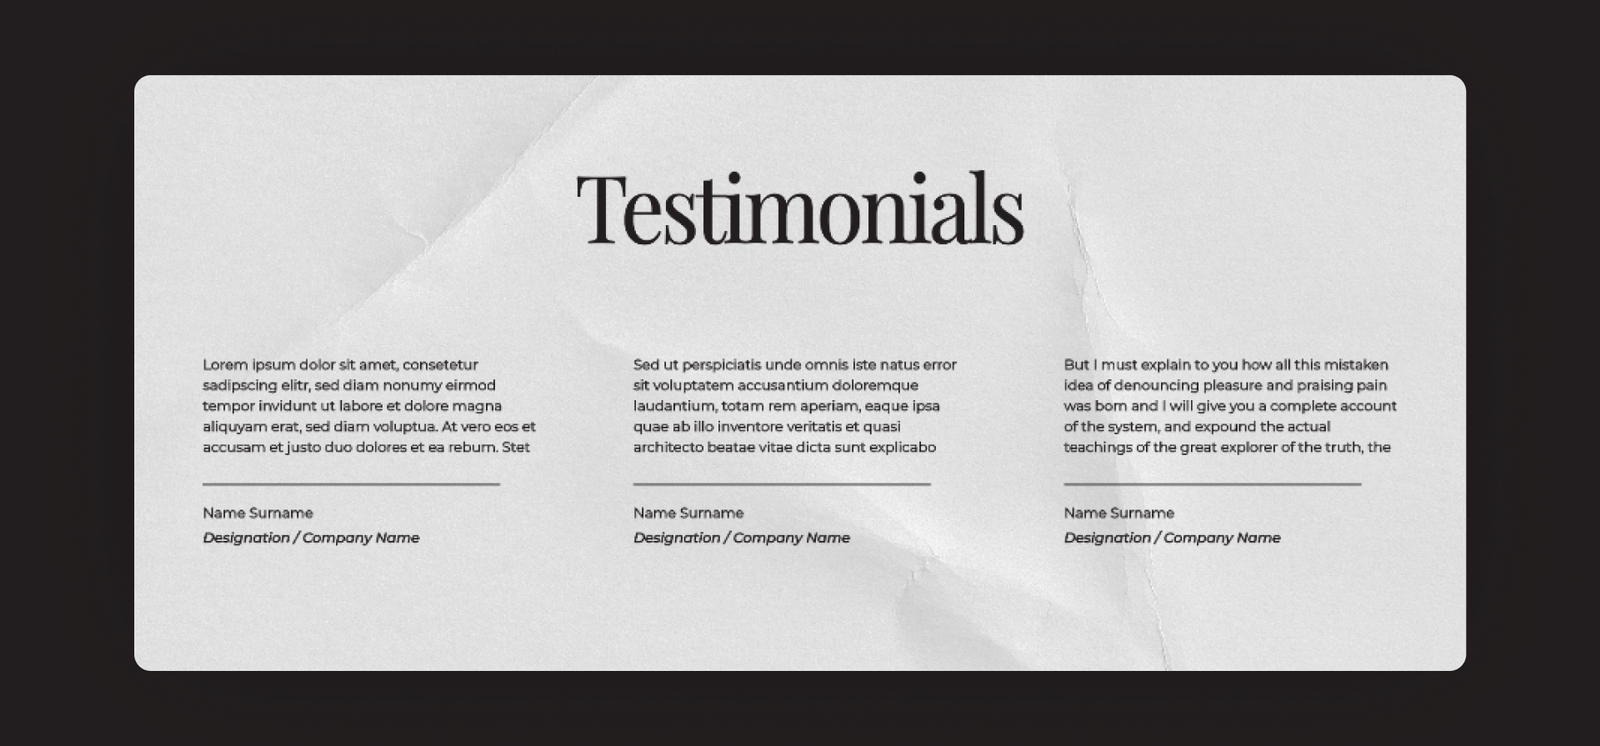 Testimonials
Lorem ipsum dolor sit amet, consetetur
sadipscing elitr, sed diam nonumy eirmod
tempor invidunt ut labore et dolore magna
aliquyam erat, sed diam voluptua. At vero eos et
accusam et justo duo dolores et ea rebum. Stet
Name Surname
Designation / Company Name
Sed ut perspiciatis unde omnis iste natus error
sit voluptatem accusantium doloremque
laudantium, totam rem aperiam, eaque ipsa
quae ab illo inventore veritatis et quasi
architecto beatae vitae dicta sunt explicabo
Name Surname
Designation / Company Name
But I must explain to you how all this mistaken
idea of denouncing pleasure and praising pain
was born and I will give you a complete account
of the system, and expound the actual
teachings of the great explorer of the truth, the
Name Surname
Designation / Company Name